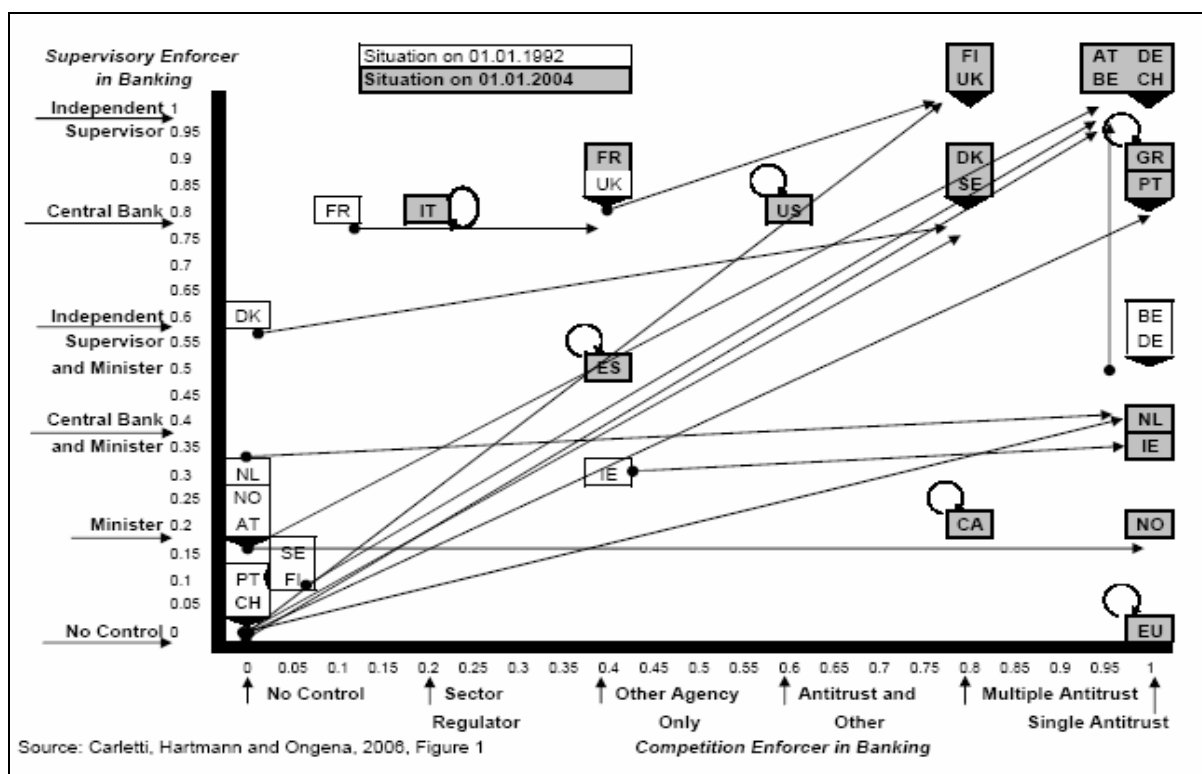 Supervisory Enforcer
in Banking
Situation on 01.01.1992
Situation on 01.01.2004
FI
UK
AT DE
BE CH
Independent 1
Supervisor 0.95
0.9
FR
UK
DK
SE
GR
PT
0.85
Central Bank 0.8
FR
IT
US
0.75
0.7
0.65
Independent 0.6
DK
BE
DE
Supervisor 0.55
and Minister 0.5
ES
0.45
Central Bank 0.4
NL
IE
and Minister 0.35
0.3
NL
IE
0.25
NO
Minister 0.2
AT
CA
NO
0.15
SE
0.1
PT
FI
0.05
CH
No Control 0
EU
0 0.05 0.1 0.15 0.2 0.25 0.3 0.35 0.4 0.45 0.5 0.55 0.6 0.65 0.7 0.75 0.8 0.85 0.9 0.95 1
No Control
Sector
Regulator
Other Agency
Only
Antitrust and
Other
Multiple Antitrust
Single Antitrust
Source: Carletti, Hartmann and Ongena, 2006, Figure 1
Competition Enforcer in Banking